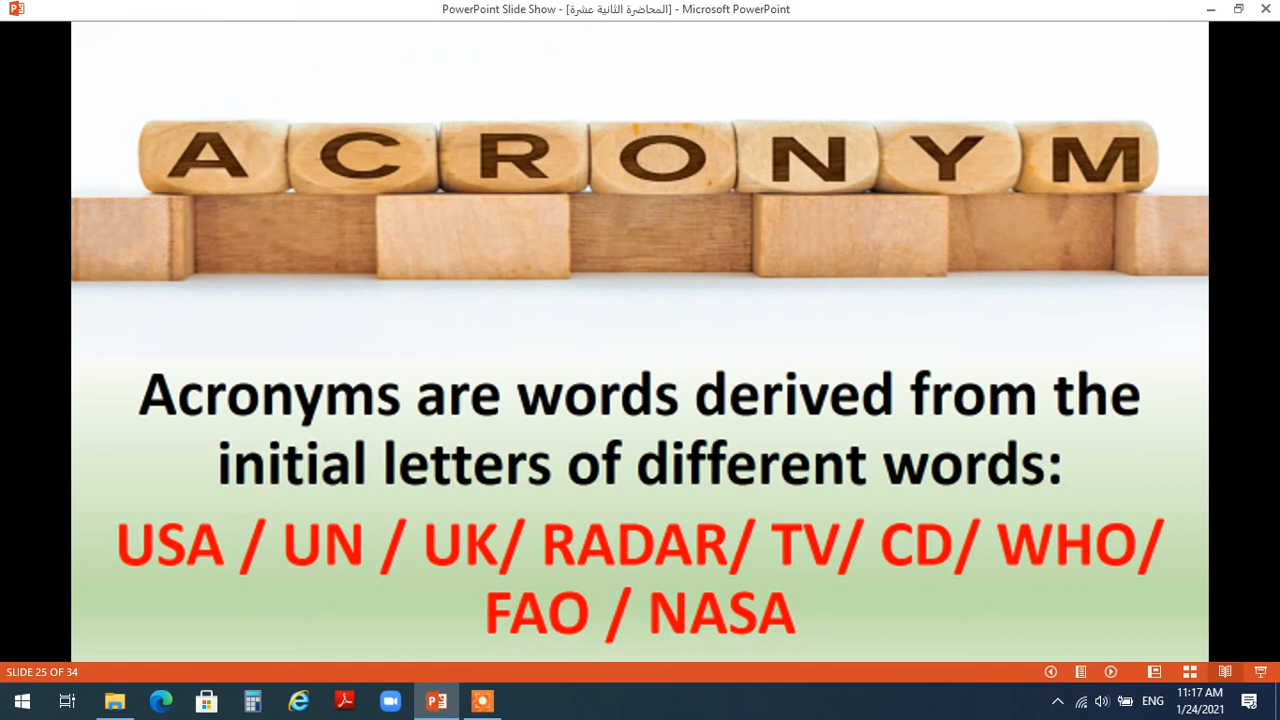 PowerPoint Slide Show - [المحاضرة الثانية عشرة] - Microsoft PowerPoint
ACRONYM
Acronyms are words derived from the
initial letters of different words:
USA / UN / UK/ RADAR/ TV/ CD/ WHO/
FAO / NASA
SLIDE 25 OF 34
ENG
11:17 AM
1/24/2021